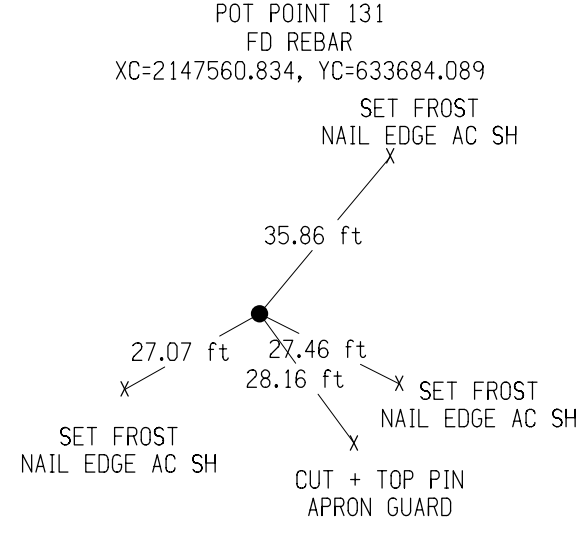 POT POINT 131
FD REBAR
XC=2147560.834, YC=633684.089
SET FROST
NAIL EDGE AC SH
X
35.86 ft
27.07 ft
27.46 ft
28.16 ft
X
X
SET FROST
NAIL EDGE AC SH
SET FROST
NAIL EDGE AC SH
X
CUT + TOP PIN
APRON GUARD